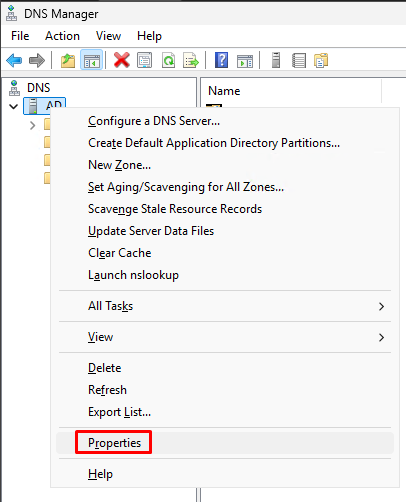 DNS Manager
File Action View Help
DNS
AD
Name
Configure a DNS Server...
Create Default Application Directory Partitions...
New Zone...
Set Aging/Scavenging for All Zones...
Scavenge Stale Resource Records
Update Server Data Files
Clear Cache
Launch nslookup
All Tasks
View
Delete
Refresh
Export List...
Properties
Help